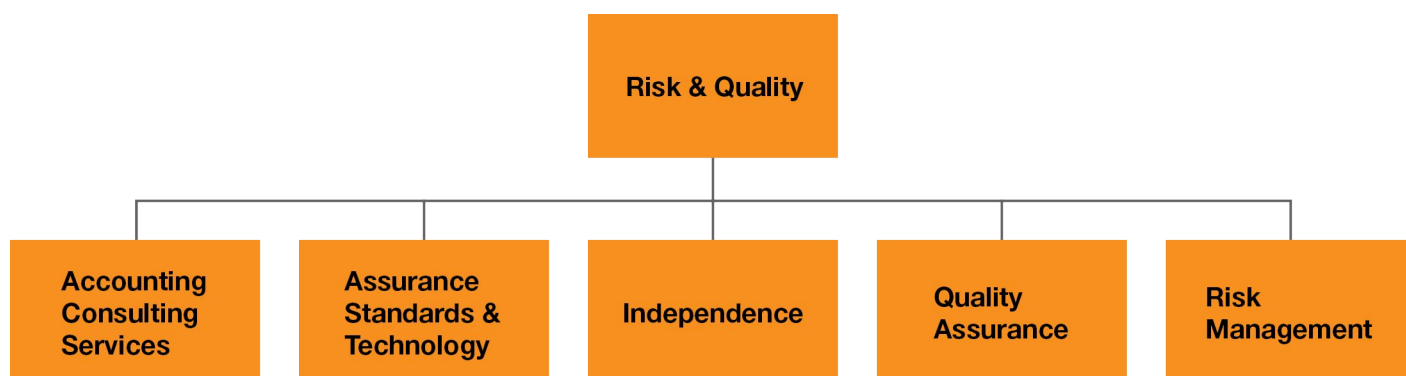 Risk & Quality
Accounting
Consulting
Services
Assurance
Standards &
Technology
Independence
Quality
Assurance
Risk
Management